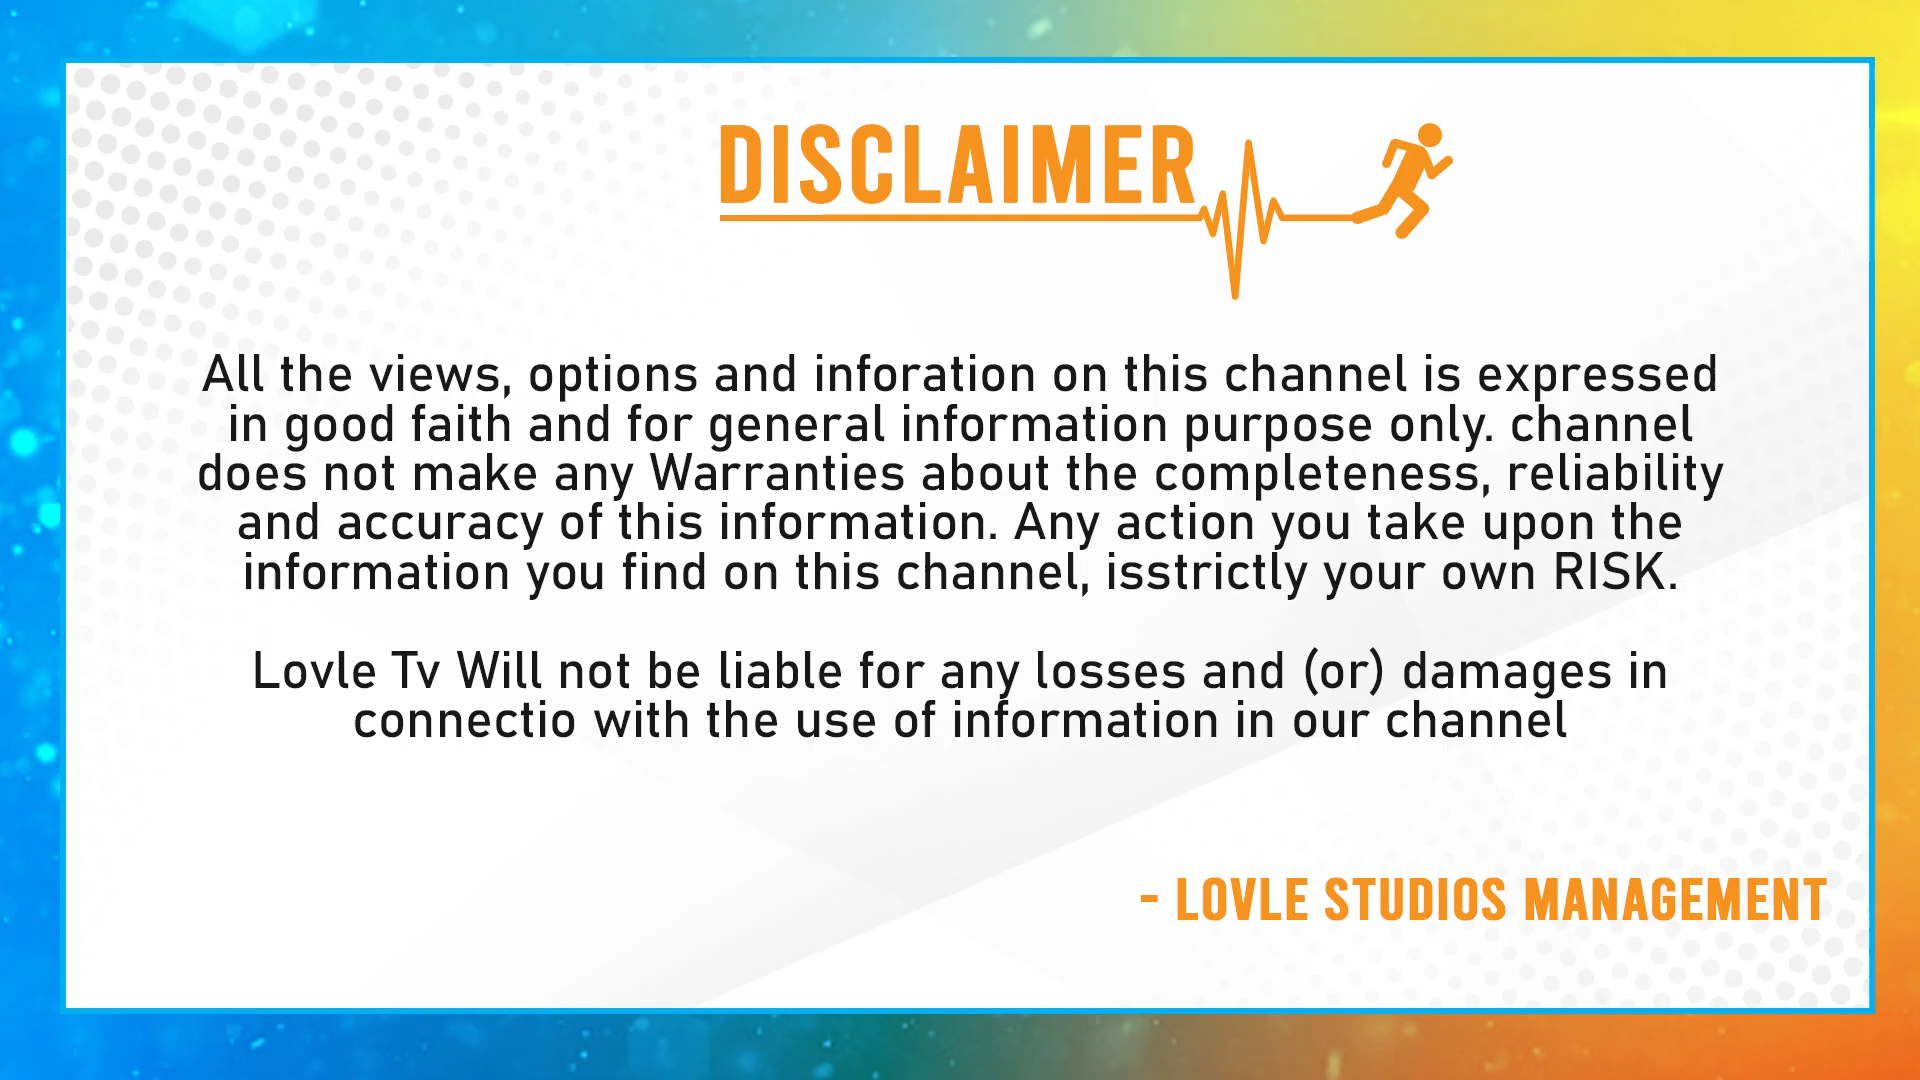 DISCLAIMER
All the views, options and inforation on this channel is expressed
in good faith and for general information purpose only. channel
does not make any Warranties about the completeness, reliability
and accuracy of this information. Any action you take upon the
information you find on this channel, isstrictly your own RISK.
Lovle Tv Will not be liable for any losses and (or) damages in
connectio with the use of information in our channel
- LOVLE STUDIOS MANAGEMENT